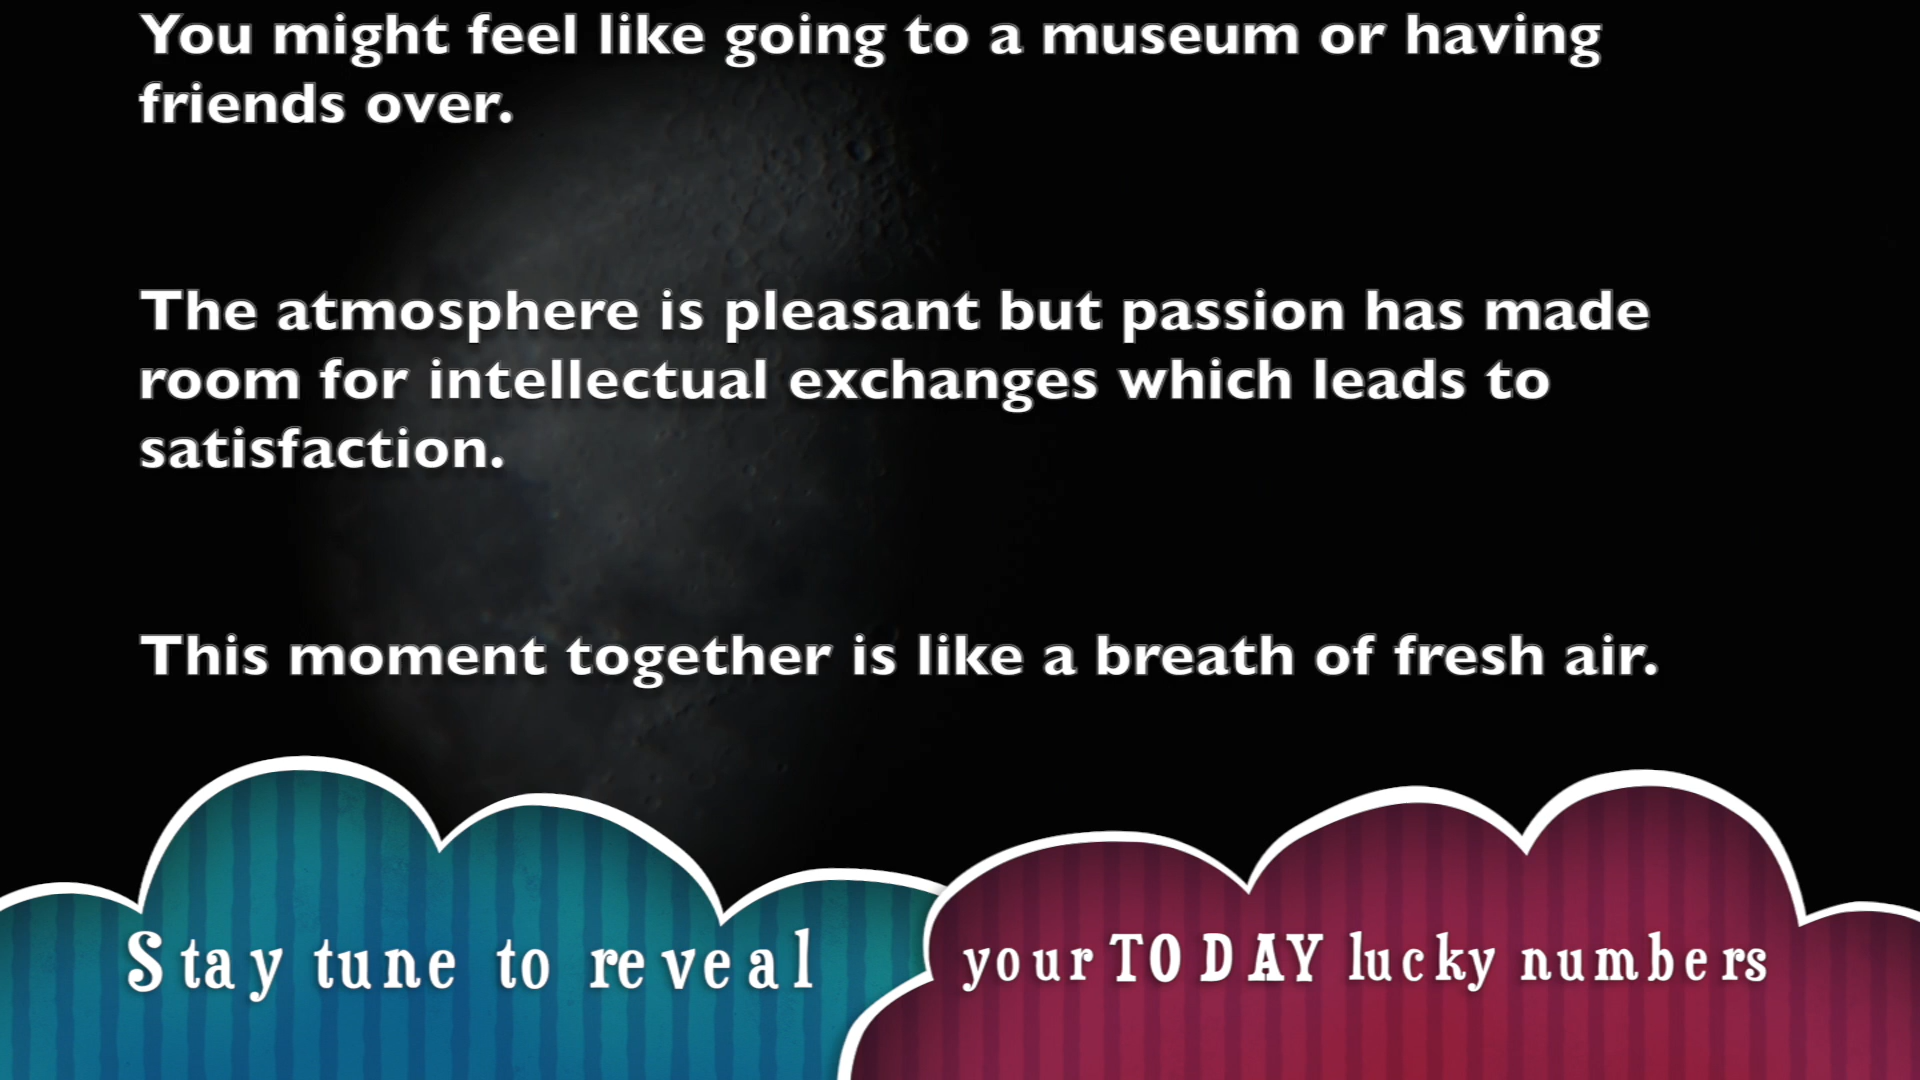 You might feel like going to a museum or having
friends over.
The atmosphere is pleasant but passion has made
room for intellectual exchanges which leads to
satisfaction.
This moment together is like a breath of fresh air.
Stay tune to reveal your TODAY lucky numbers